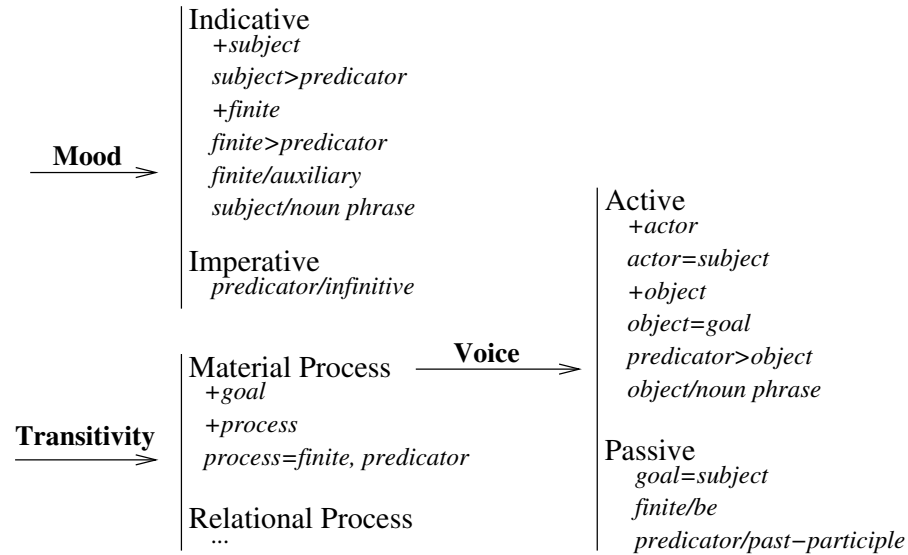 Mood
Indicative
+subject
subject>predicator
+finite
finite>predicator
finite/auxiliary
subject/noun phrase
Imperative
predicator/infinitive
Transitivity
Material Process
+goal
+process
process=finite, predicator
Relational Process
...
Voice
Active
+actor
actor=subject
+object
object=goal
predicator>object
object/noun phrase
Passive
goal=subject
finite/be
predicator/past−participle